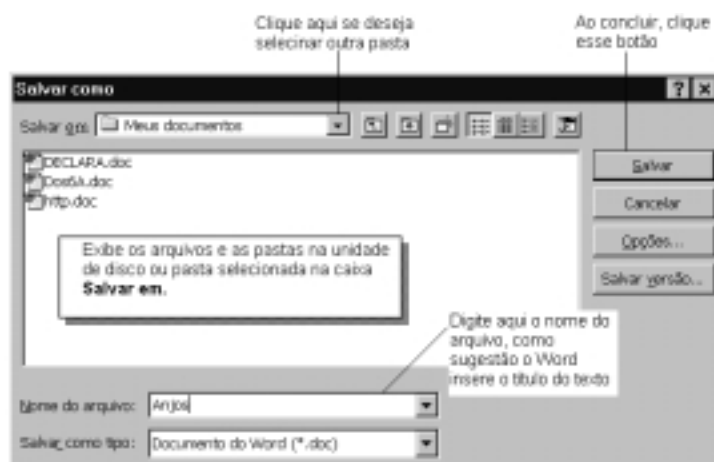 Clique aqui se deseja
selecinar outra pasta
Ao concluir, clique
esse botão
Salvar como
Salvar em: Meus documentos
DECLARA.doc
Dos6A.doc
http.doc
Salvar
Cancelar
Opções...
Salvar versão...
Exibe os arquivos e as pastas na unidade
de disco ou pasta selecionada na caixa
Salvar em.
Digite aqui o nome do
arquivo, como
sugestão o Word
insere o título do texto
Nome do arquivo: Anjos
Salvar como tipo: Documento do Word (*.doc)